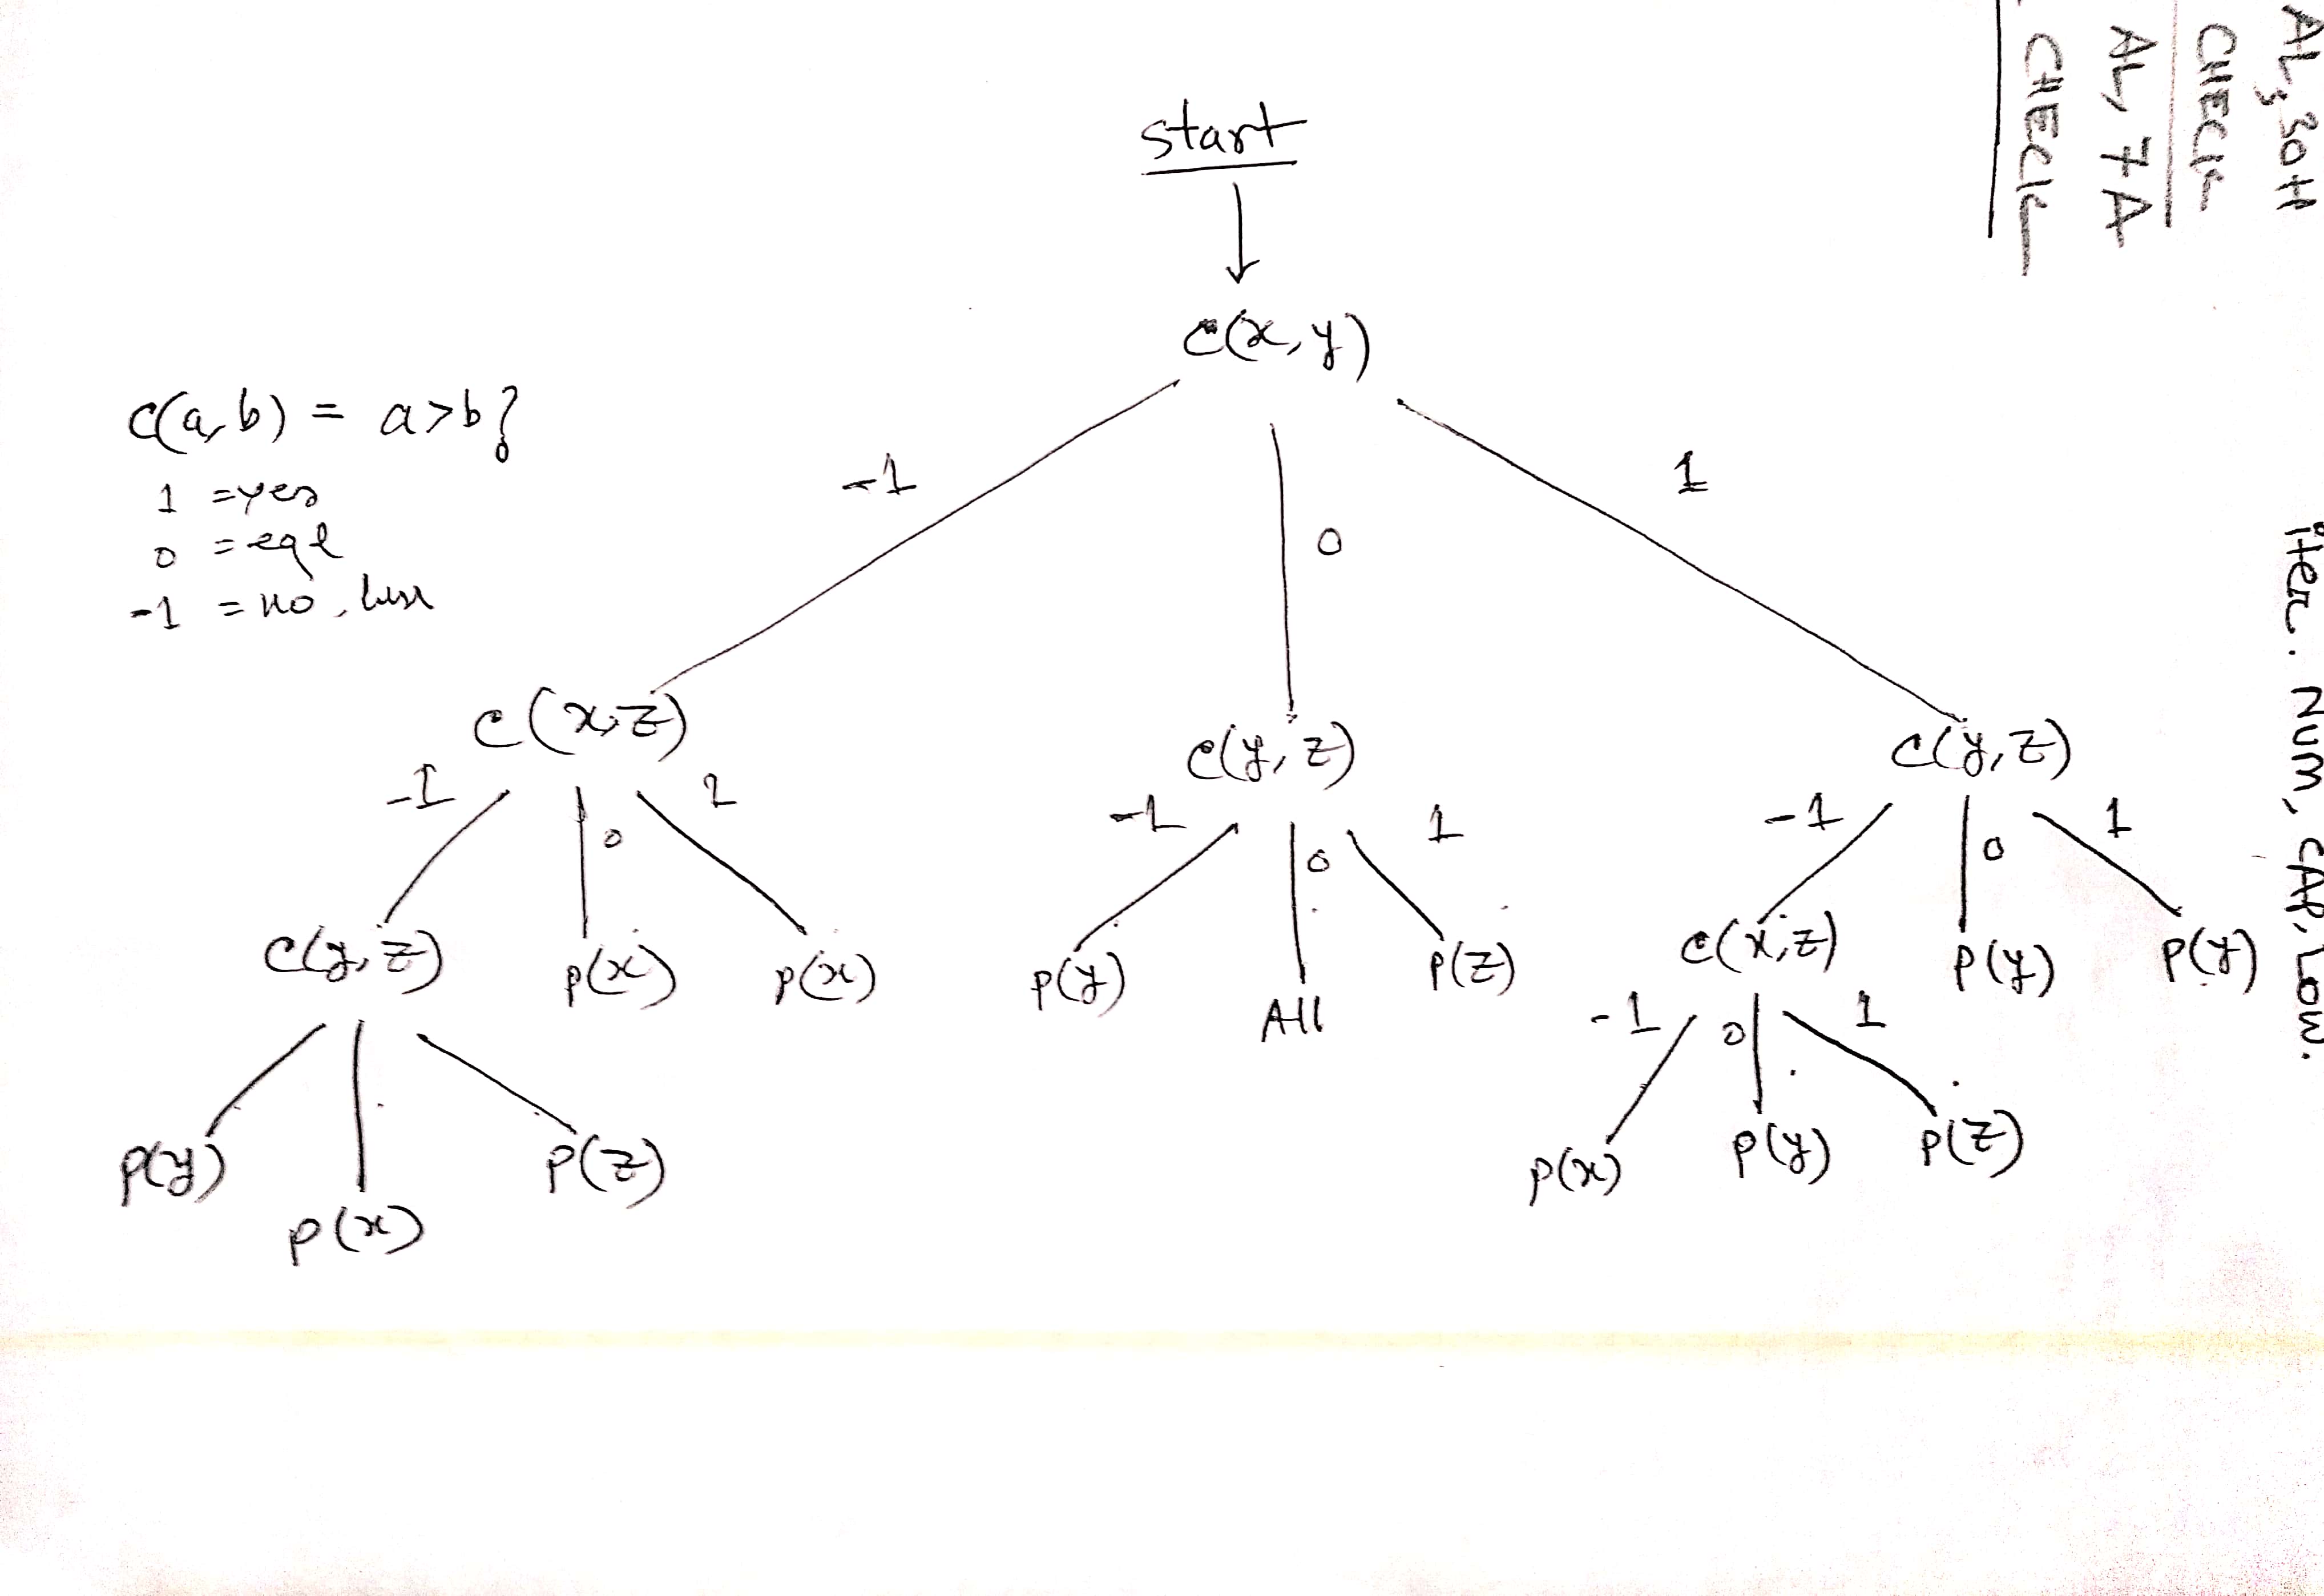 start
c(x,y)
c(a,b) = a>b?
1 = yes
0 = eql
-1 = no, less
-1
0
1
c(x,z)
c(y,z)
c(y,z)
-1
0
1
-1
0
1
-1
0
1
c(y,z)
p(x)
p(x)
p(y)
All
p(z)
c(x,z)
p(y)
p(y)
-1
0
1
p(y)
p(x)
p(z)
p(x)
p(y)
p(z)
AL, 30H
CHECK
AL, 7A
CHECK
iter. NUM, CAP, LOW.